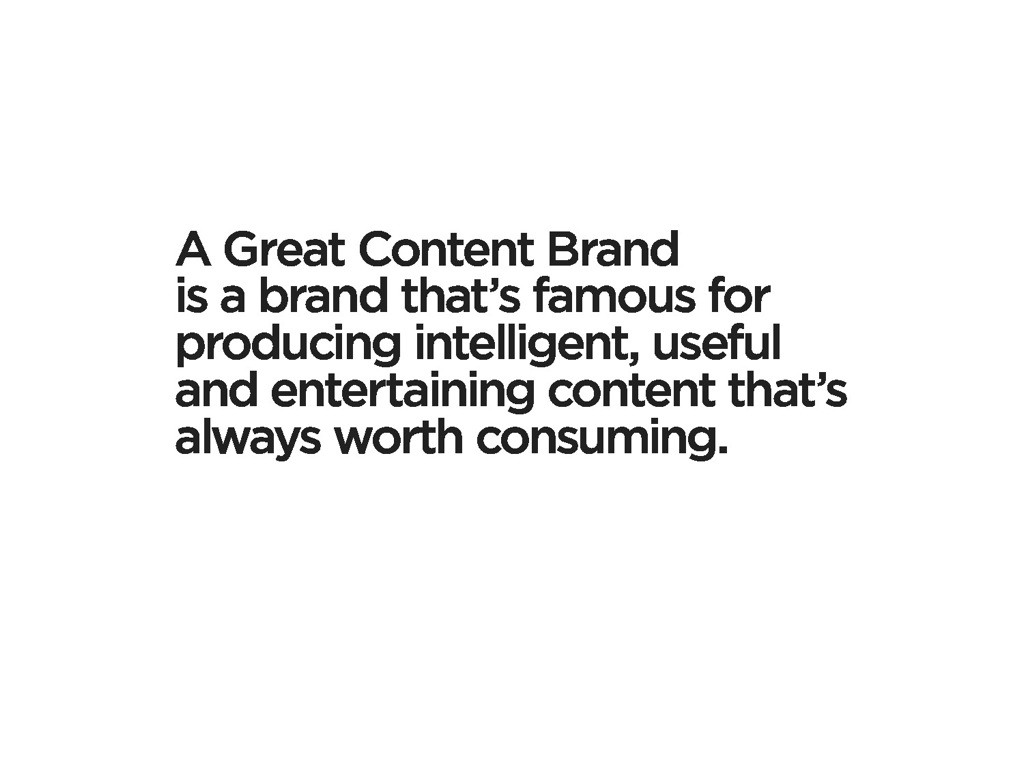 A Great Content Brand
is a brand that’s famous for
producing intelligent, useful
and entertaining content that’s
always worth consuming.